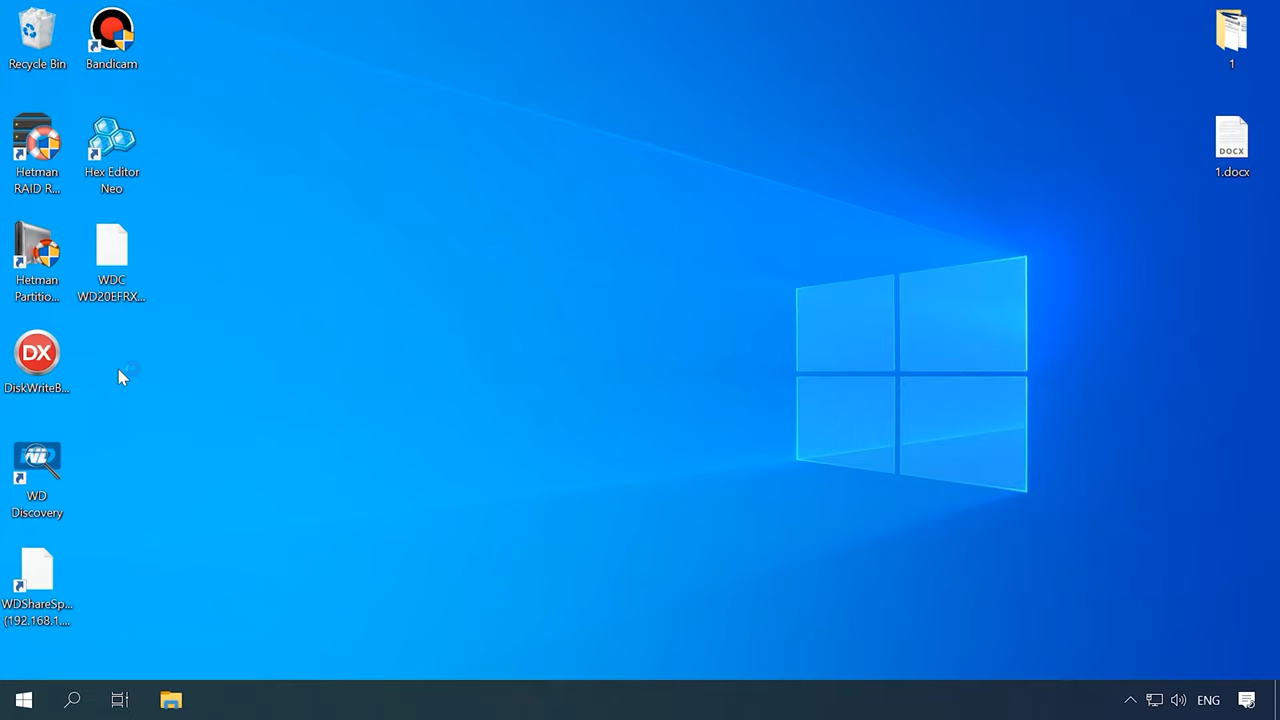 Recycle Bin
Bandicam
Hetman
RAID R...
Hex Editor
Neo
Hetman
Partitio...
WDC
WD20EFRX...
DX
DiskWriteB...
WD
Discovery
WDShareSp...
(192.168.1....
1
DOCX
1.docx
ENG